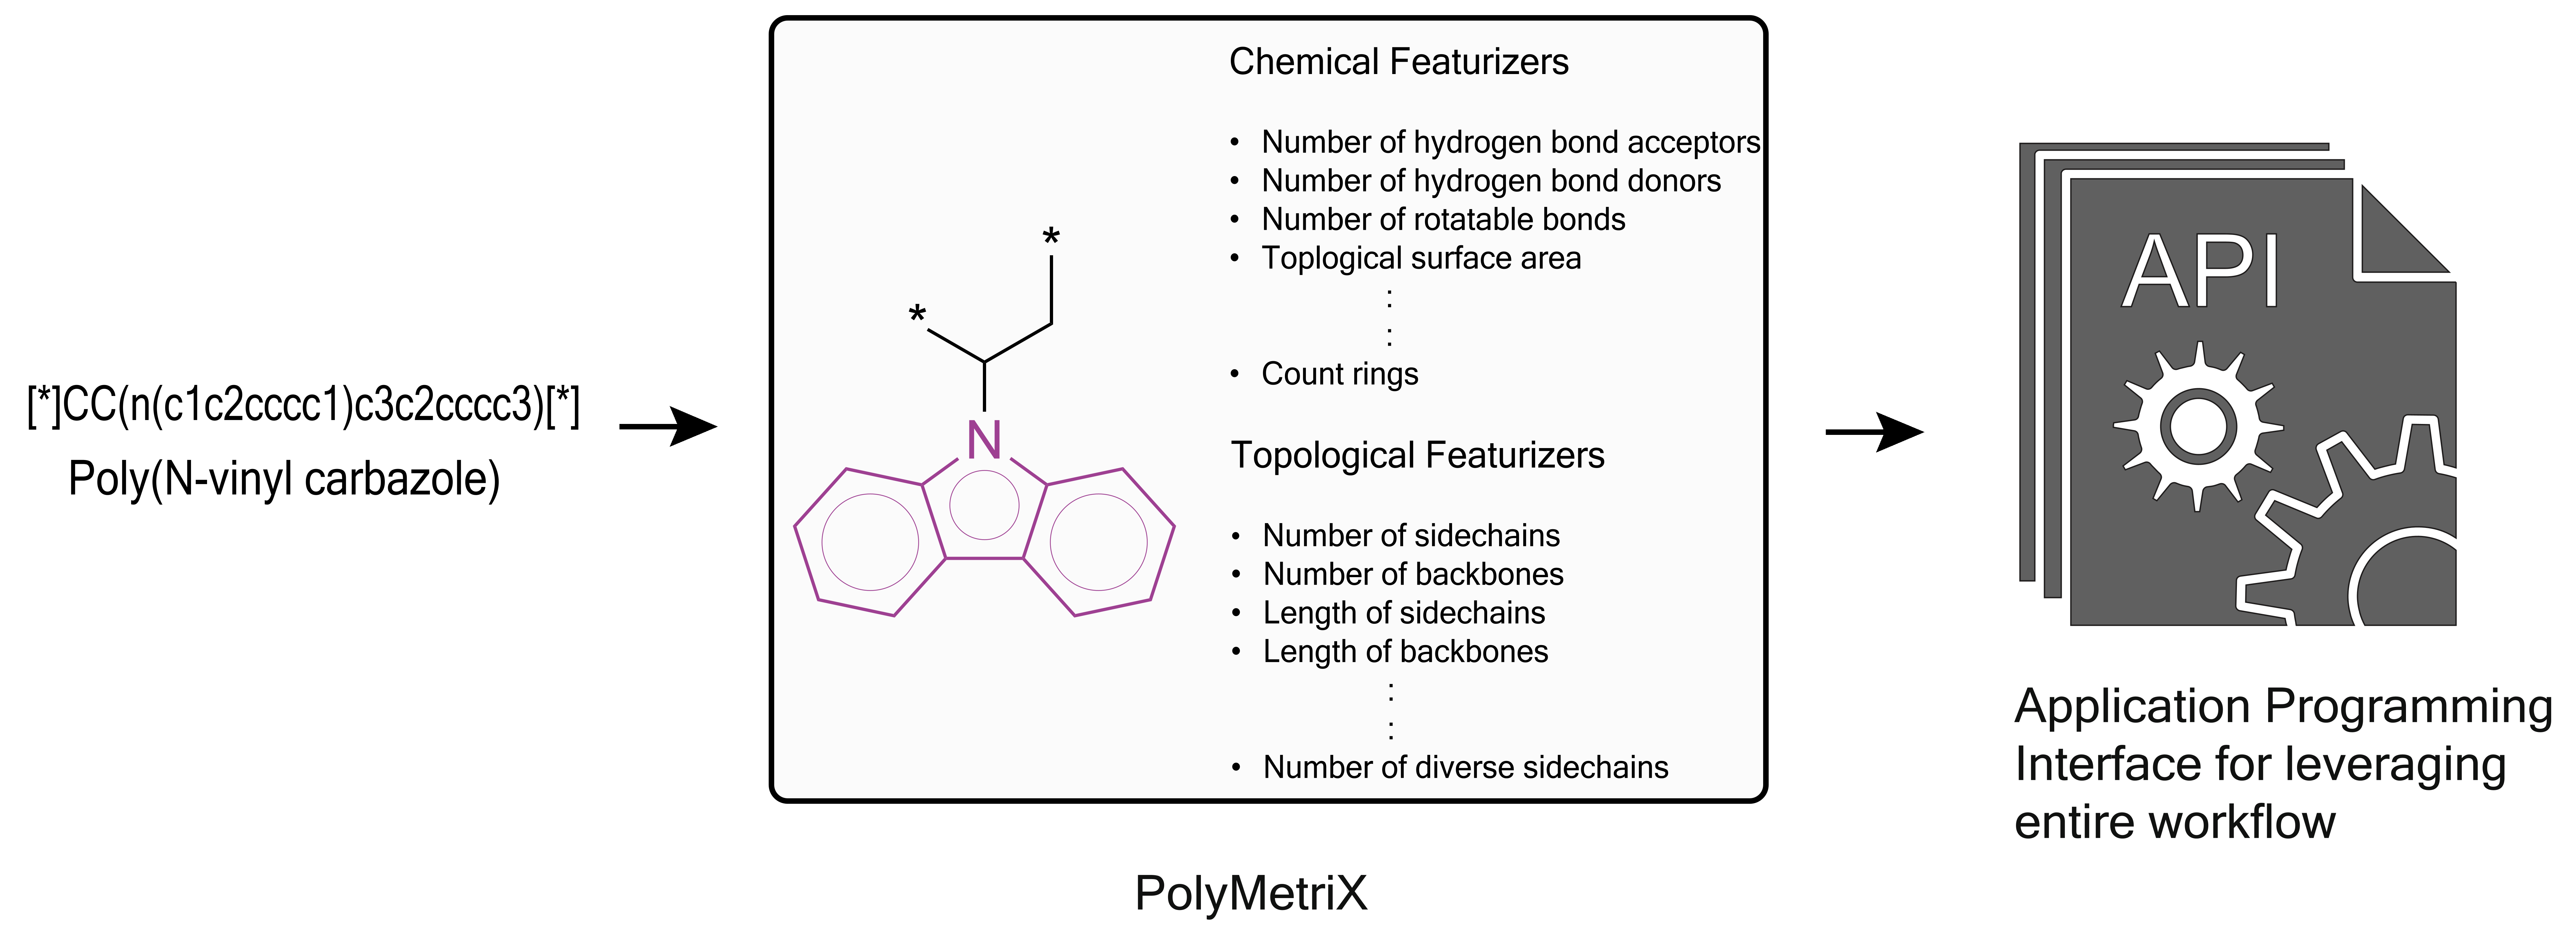 [*]CC(n(c1c2cccc1)c3c2cccc3)[*]
Poly(N-vinyl carbazole)
*
*
N
Chemical Featurizers
• Number of hydrogen bond acceptors
• Number of hydrogen bond donors
• Number of rotatable bonds
• Toplogical surface area
:
:
• Count rings
Topological Featurizers
• Number of sidechains
• Number of backbones
• Length of sidechains
• Length of backbones
:
:
• Number of diverse sidechains
PolyMetriX
API
Application Programming
Interface for leveraging
entire workflow